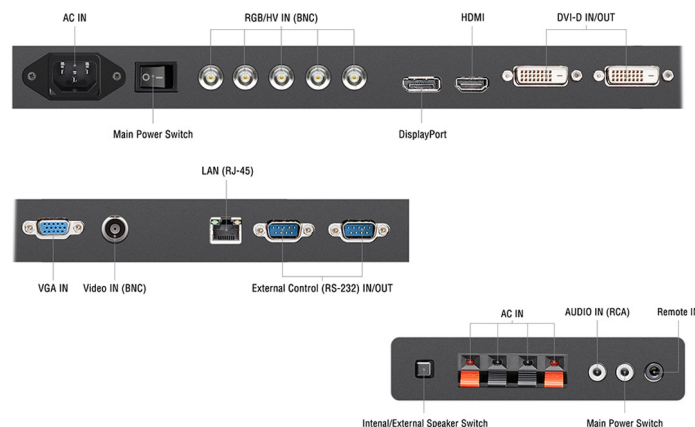 AC IN
RGB/HV IN (BNC)
HDMI
DVI-D IN/OUT
Main Power Switch
DisplayPort
LAN (RJ-45)
VGA IN
Video IN (BNC)
External Control (RS-232) IN/OUT
AC IN
AUDIO IN (RCA)
Remote IN
Intenal/External Speaker Switch
Main Power Switch